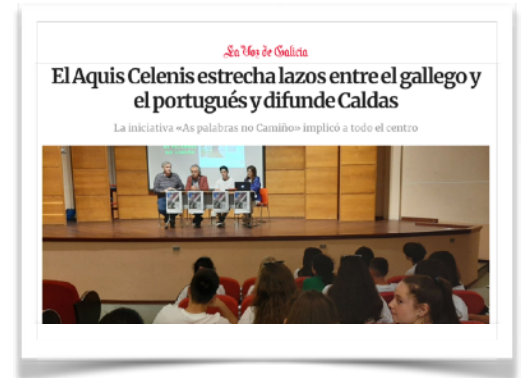 La Voz de Galicia
El Aquis Celenis estrecha lazos entre el gallego y
el portugués y difunde Caldas
La iniciativa «As palabras no Camiño» implicó a todo el centro